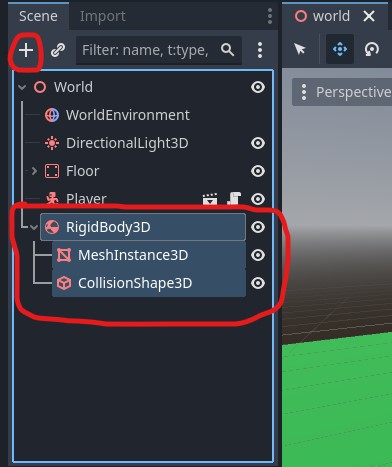 Scene Import
world
Filter: name, t:type,
Perspective
World
WorldEnvironment
DirectionalLight3D
Floor
Player
RigidBody3D
MeshInstance3D
CollisionShape3D